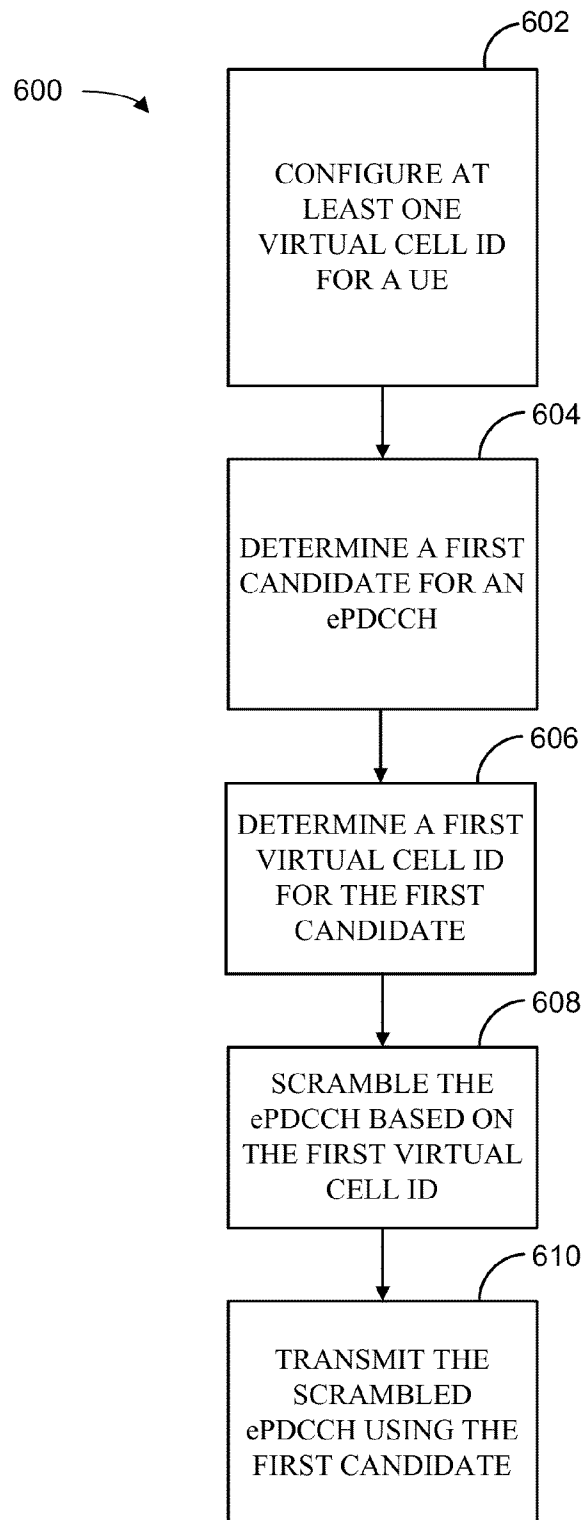 602
600
CONFIGURE AT
LEAST ONE
VIRTUAL CELL ID
FOR A UE
604
DETERMINE A FIRST
CANDIDATE FOR AN
ePDCCH
606
DETERMINE A FIRST
VIRTUAL CELL ID
FOR THE FIRST
CANDIDATE
608
SCRAMBLE THE
ePDCCH BASED ON
THE FIRST VIRTUAL
CELL ID
610
TRANSMIT THE
SCRAMBLED
ePDCCH USING THE
FIRST CANDIDATE